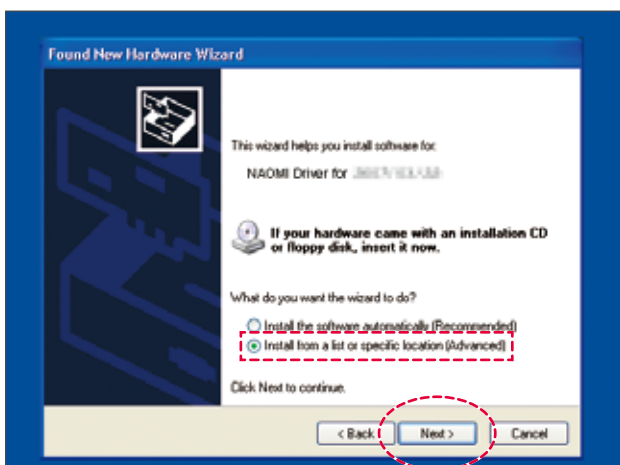 Found New Hardware Wizard
This wizard helps you install software for:
NAOMI Driver for
If your hardware came with an installation CD
or floppy disk, insert it now.
What do you want the wizard to do?
Install the software automatically (Recommended)
Install from a list or specific location (Advanced)
Click Next to continue.
< Back
Next >
Cancel